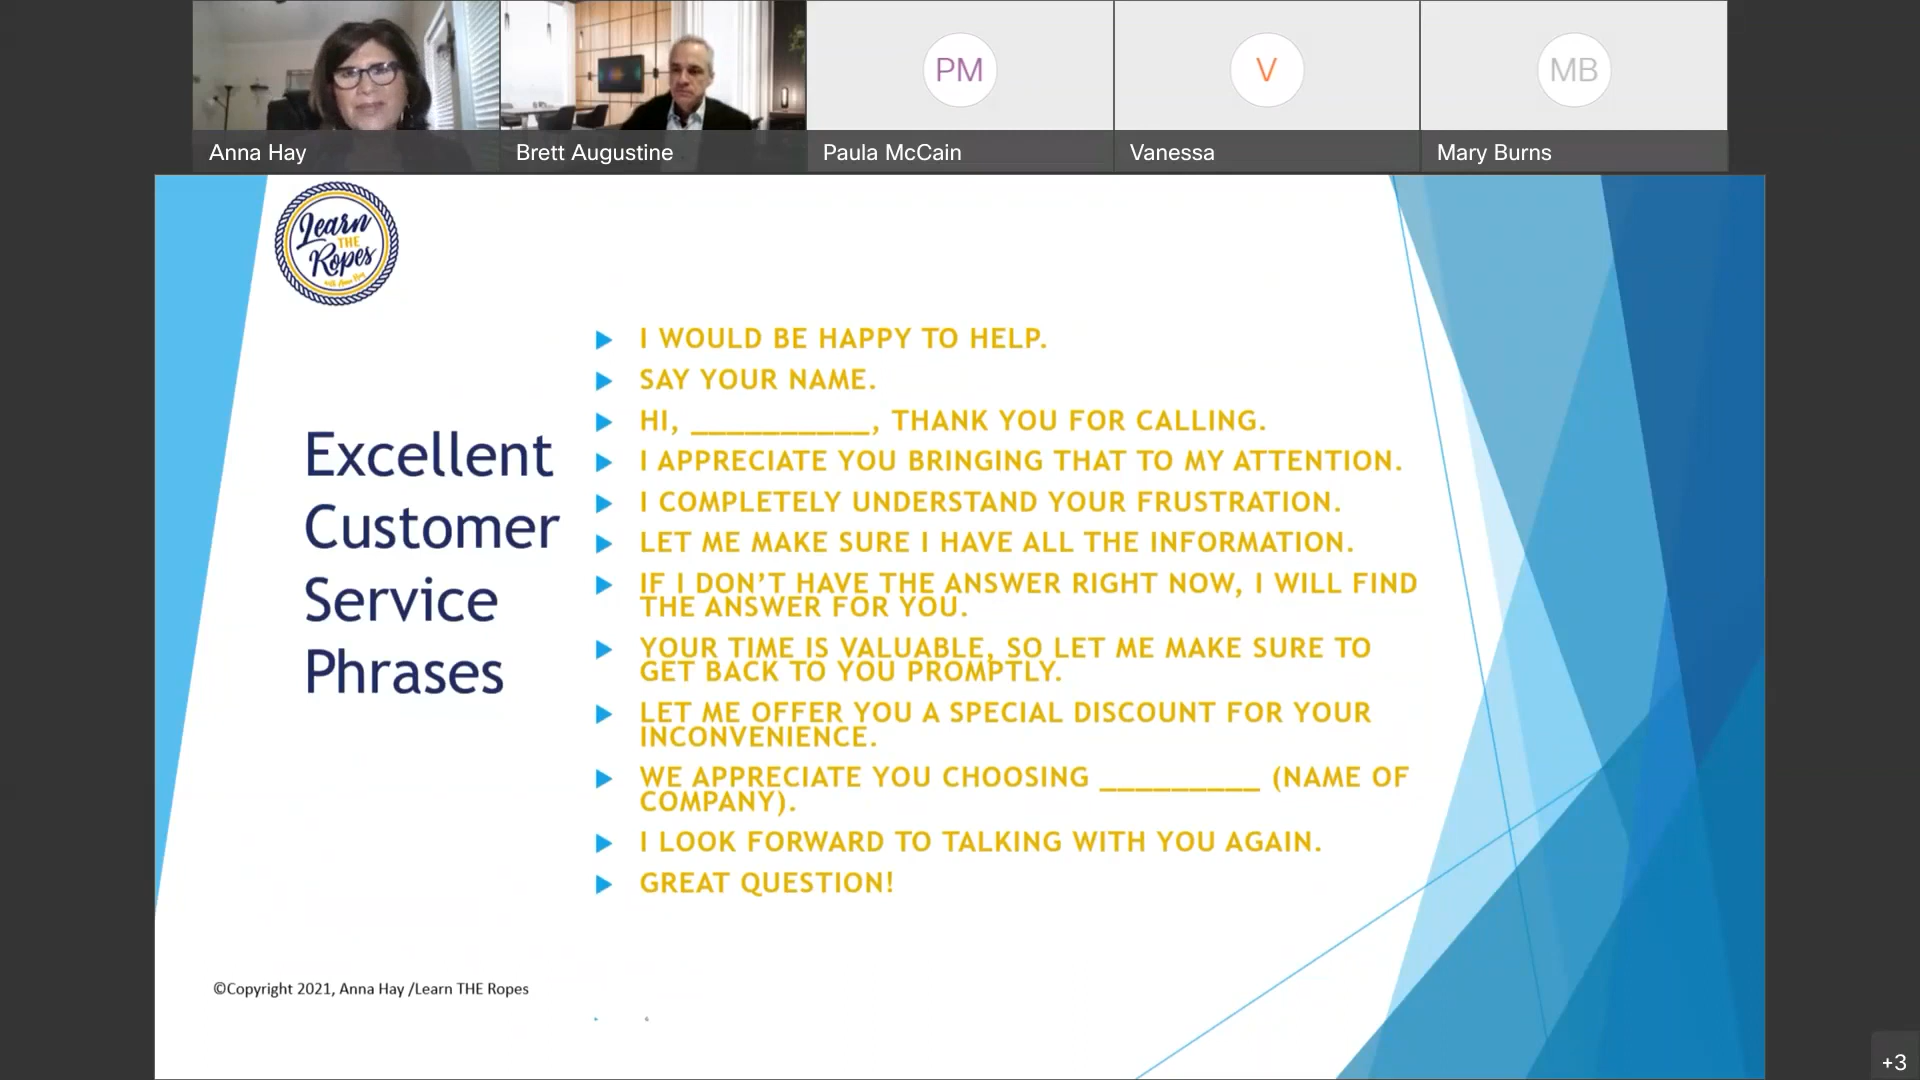 PM
V
MB
Anna Hay
Brett Augustine
Paula McCain
Vanessa
Mary Burns
Learn
THE
Ropes
with Anna Hay
Excellent
Customer
Service
Phrases
I WOULD BE HAPPY TO HELP.
SAY YOUR NAME.
HI, __________, THANK YOU FOR CALLING.
I APPRECIATE YOU BRINGING THAT TO MY ATTENTION.
I COMPLETELY UNDERSTAND YOUR FRUSTRATION.
LET ME MAKE SURE I HAVE ALL THE INFORMATION.
IF I DON’T HAVE THE ANSWER RIGHT NOW, I WILL FIND
THE ANSWER FOR YOU.
YOUR TIME IS VALUABLE, SO LET ME MAKE SURE TO
GET BACK TO YOU PROMPTLY.
LET ME OFFER YOU A SPECIAL DISCOUNT FOR YOUR
INCONVENIENCE.
WE APPRECIATE YOU CHOOSING _________ (NAME OF
COMPANY).
I LOOK FORWARD TO TALKING WITH YOU AGAIN.
GREAT QUESTION!
©Copyright 2021, Anna Hay /Learn THE Ropes
+3